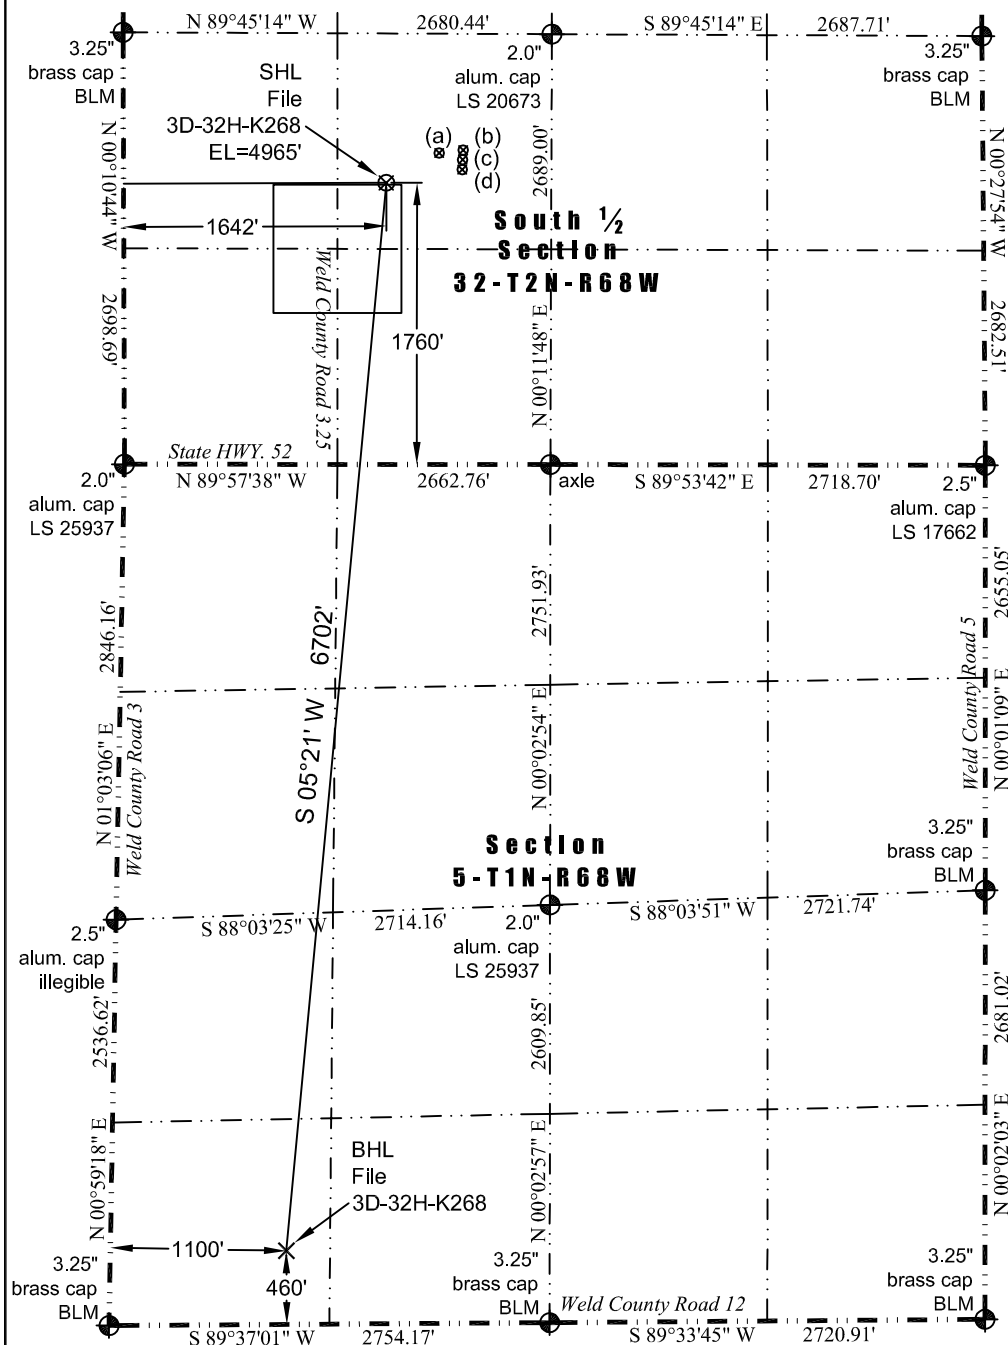 N 89°45'14" W
2680.44'
S 89°45'14" E
2687.71'
3.25"
brass cap
BLM
SHL
File
3D-32H-K268
EL=4965'
2.0"
alum. cap
LS 20673
3.25"
brass cap
BLM
(a)
(b)
(c)
(d)
N 00°10'44" W
2698.69'
2689.00'
N 00°11'48" E
N 00°27'54" W
2682.51'
1642'
South ½
Section
32-T2N-R68W
Weld County Road 3.25
1760'
State HWY. 52
N 89°57'38" W
2662.76'
axle
S 89°53'42" E
2718.70'
2.0"
alum. cap
LS 25937
2.5"
alum. cap
LS 17662
2846.16'
N 01°03'06" E
Weld County Road 3
6702'
S 05°21' W
2751.93'
N 00°02'54" E
2655.05'
Weld County Road 5
N 00°01'09" E
Section
5-T1N-R68W
3.25"
brass cap
BLM
S 88°03'25" W
2714.16'
S 88°03'51" W
2721.74'
2.5"
alum. cap
illegible
2.0"
alum. cap
LS 25937
2536.62'
N 00°59'18" E
2609.85'
N 00°02'57" E
2681.02'
N 00°02'03" E
BHL
File
3D-32H-K268
1100'
460'
3.25"
brass cap
BLM
3.25"
brass cap
BLM
3.25"
brass cap
BLM
Weld County Road 12
S 89°37'01" W
2754.17'
S 89°33'45" W
2720.91'